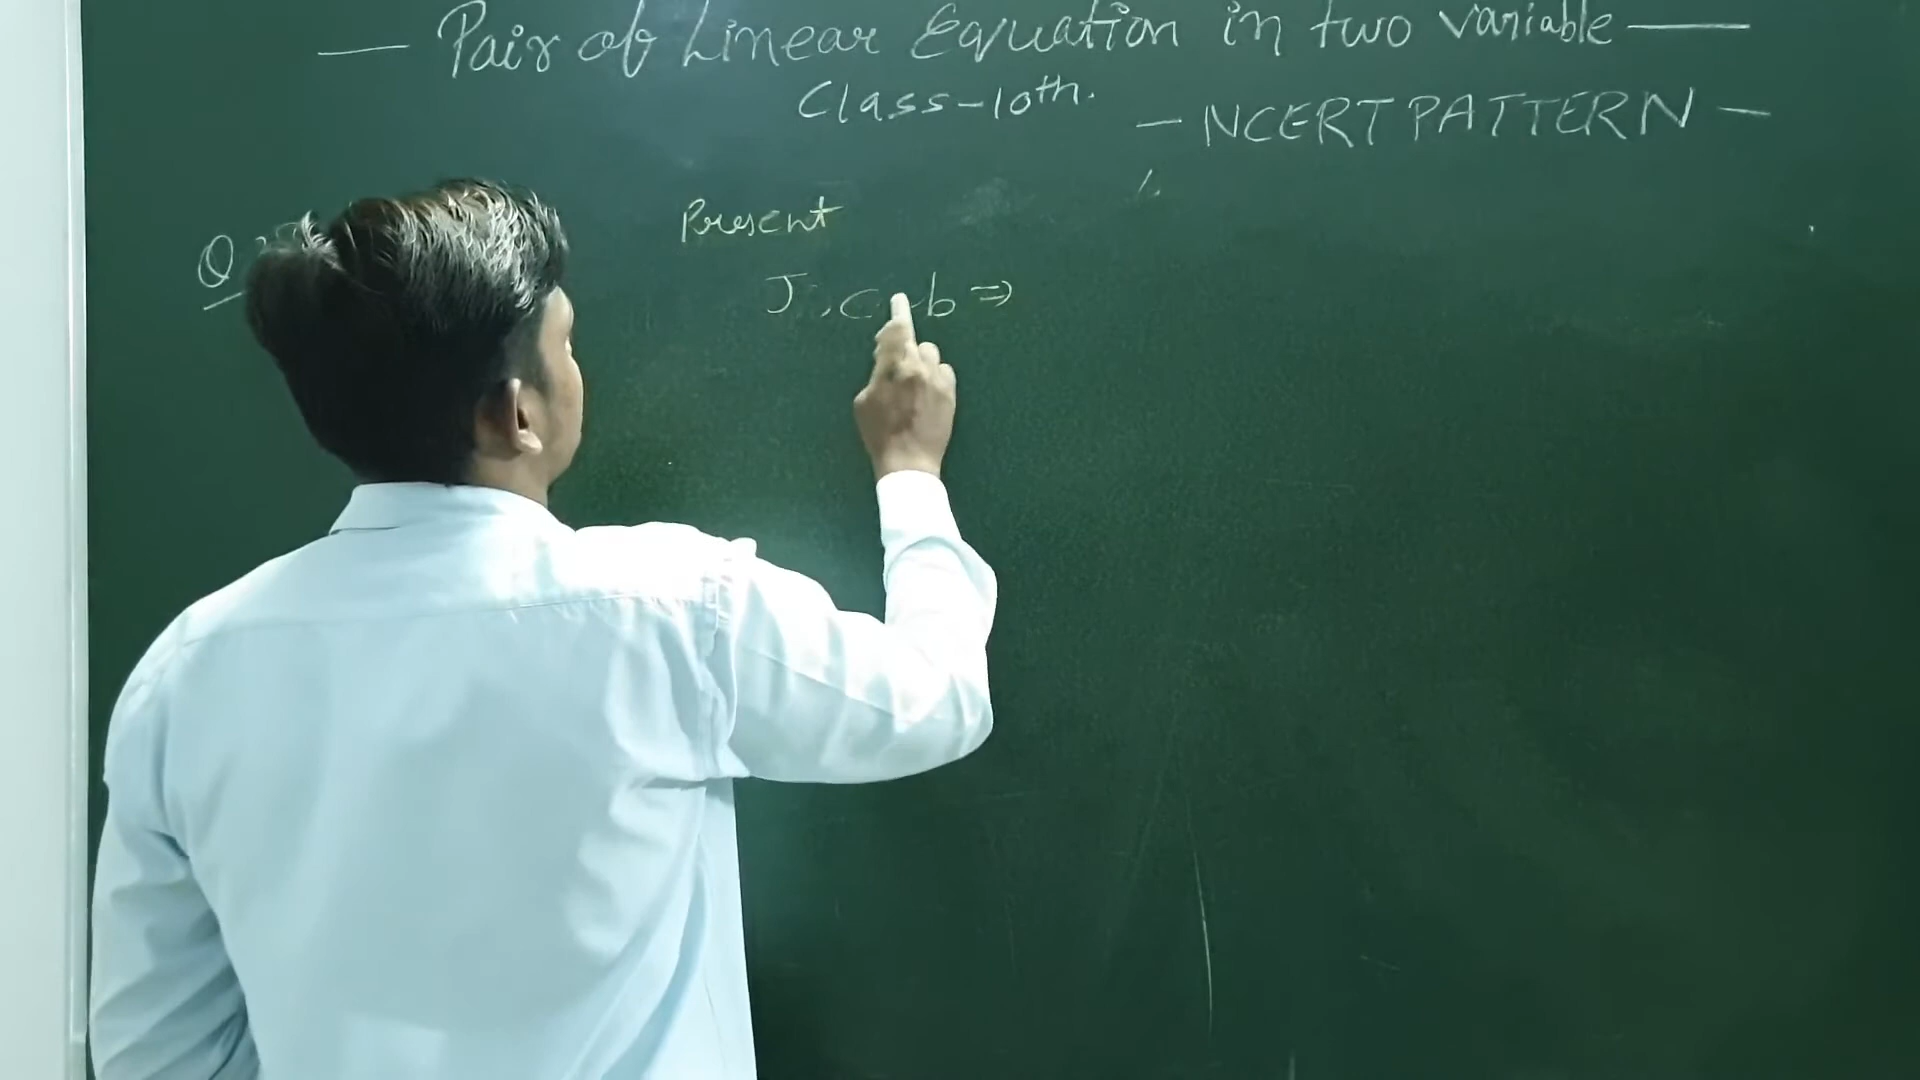 — Pair of Linear Equation in two variable —
Class-10th.
— NCERT PATTERN —
Q
Present
⇒